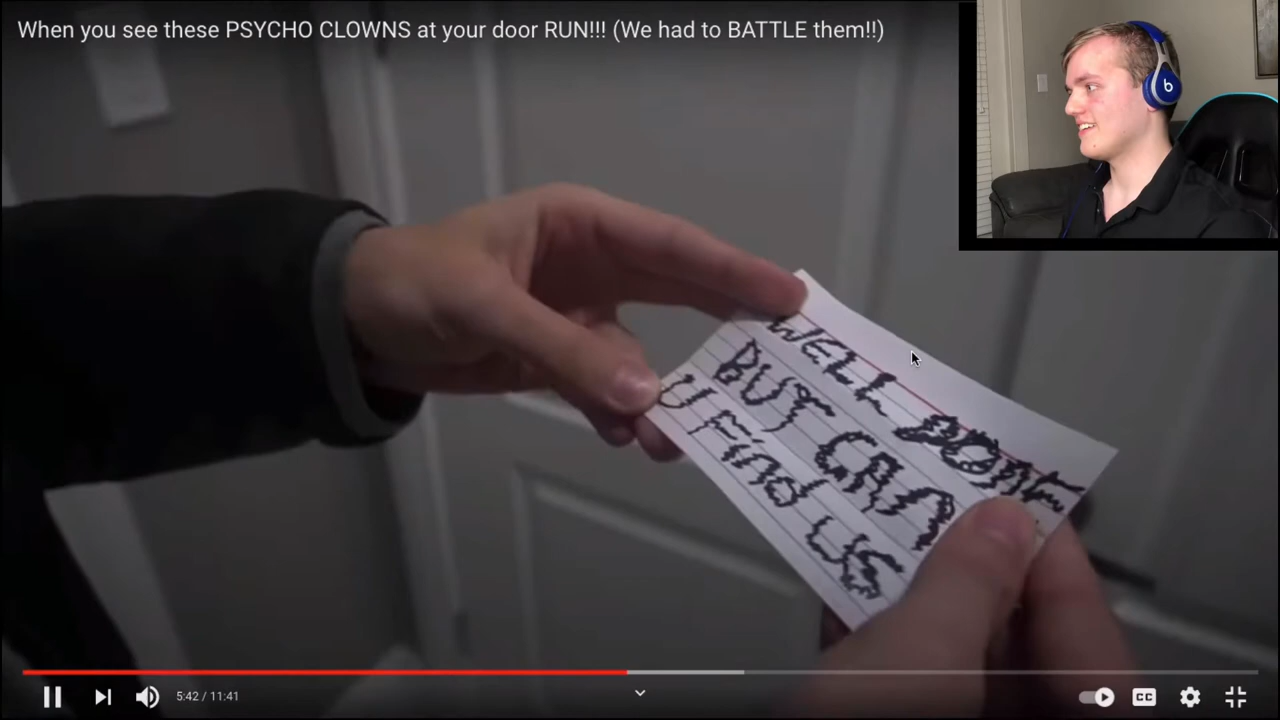 When you see these PSYCHO CLOWNS at your door RUN!!! (We had to BATTLE them!!)
b
WELL DONE
BUT CAN
U Find US
5:42 / 11:41
CC